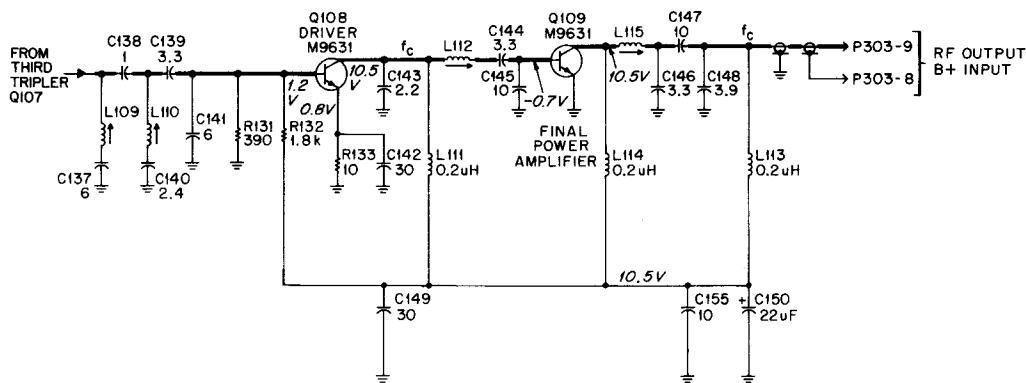 FROM
THIRD
TRIPLER
Q107
C138
1
C139
3.3
L109
L110
C137
6
C140
2.4
C141
6
R131
390
R132
1.8k
1.2
V
0.8V
Q108
DRIVER
M9631
10.5
V
R133
10
C142
30
C143
2.2
fc
L111
0.2uH
L112
C144
3.3
C145
10
-0.7V
Q109
M9631
FINAL
POWER
AMPLIFIER
10.5V
L115
L114
0.2uH
C146
3.3
C147
10
C148
3.9
fc
L113
0.2uH
P303-9
P303-8
RF OUTPUT
B+ INPUT
10.5V
C149
30
C155
10
+
C150
22uF